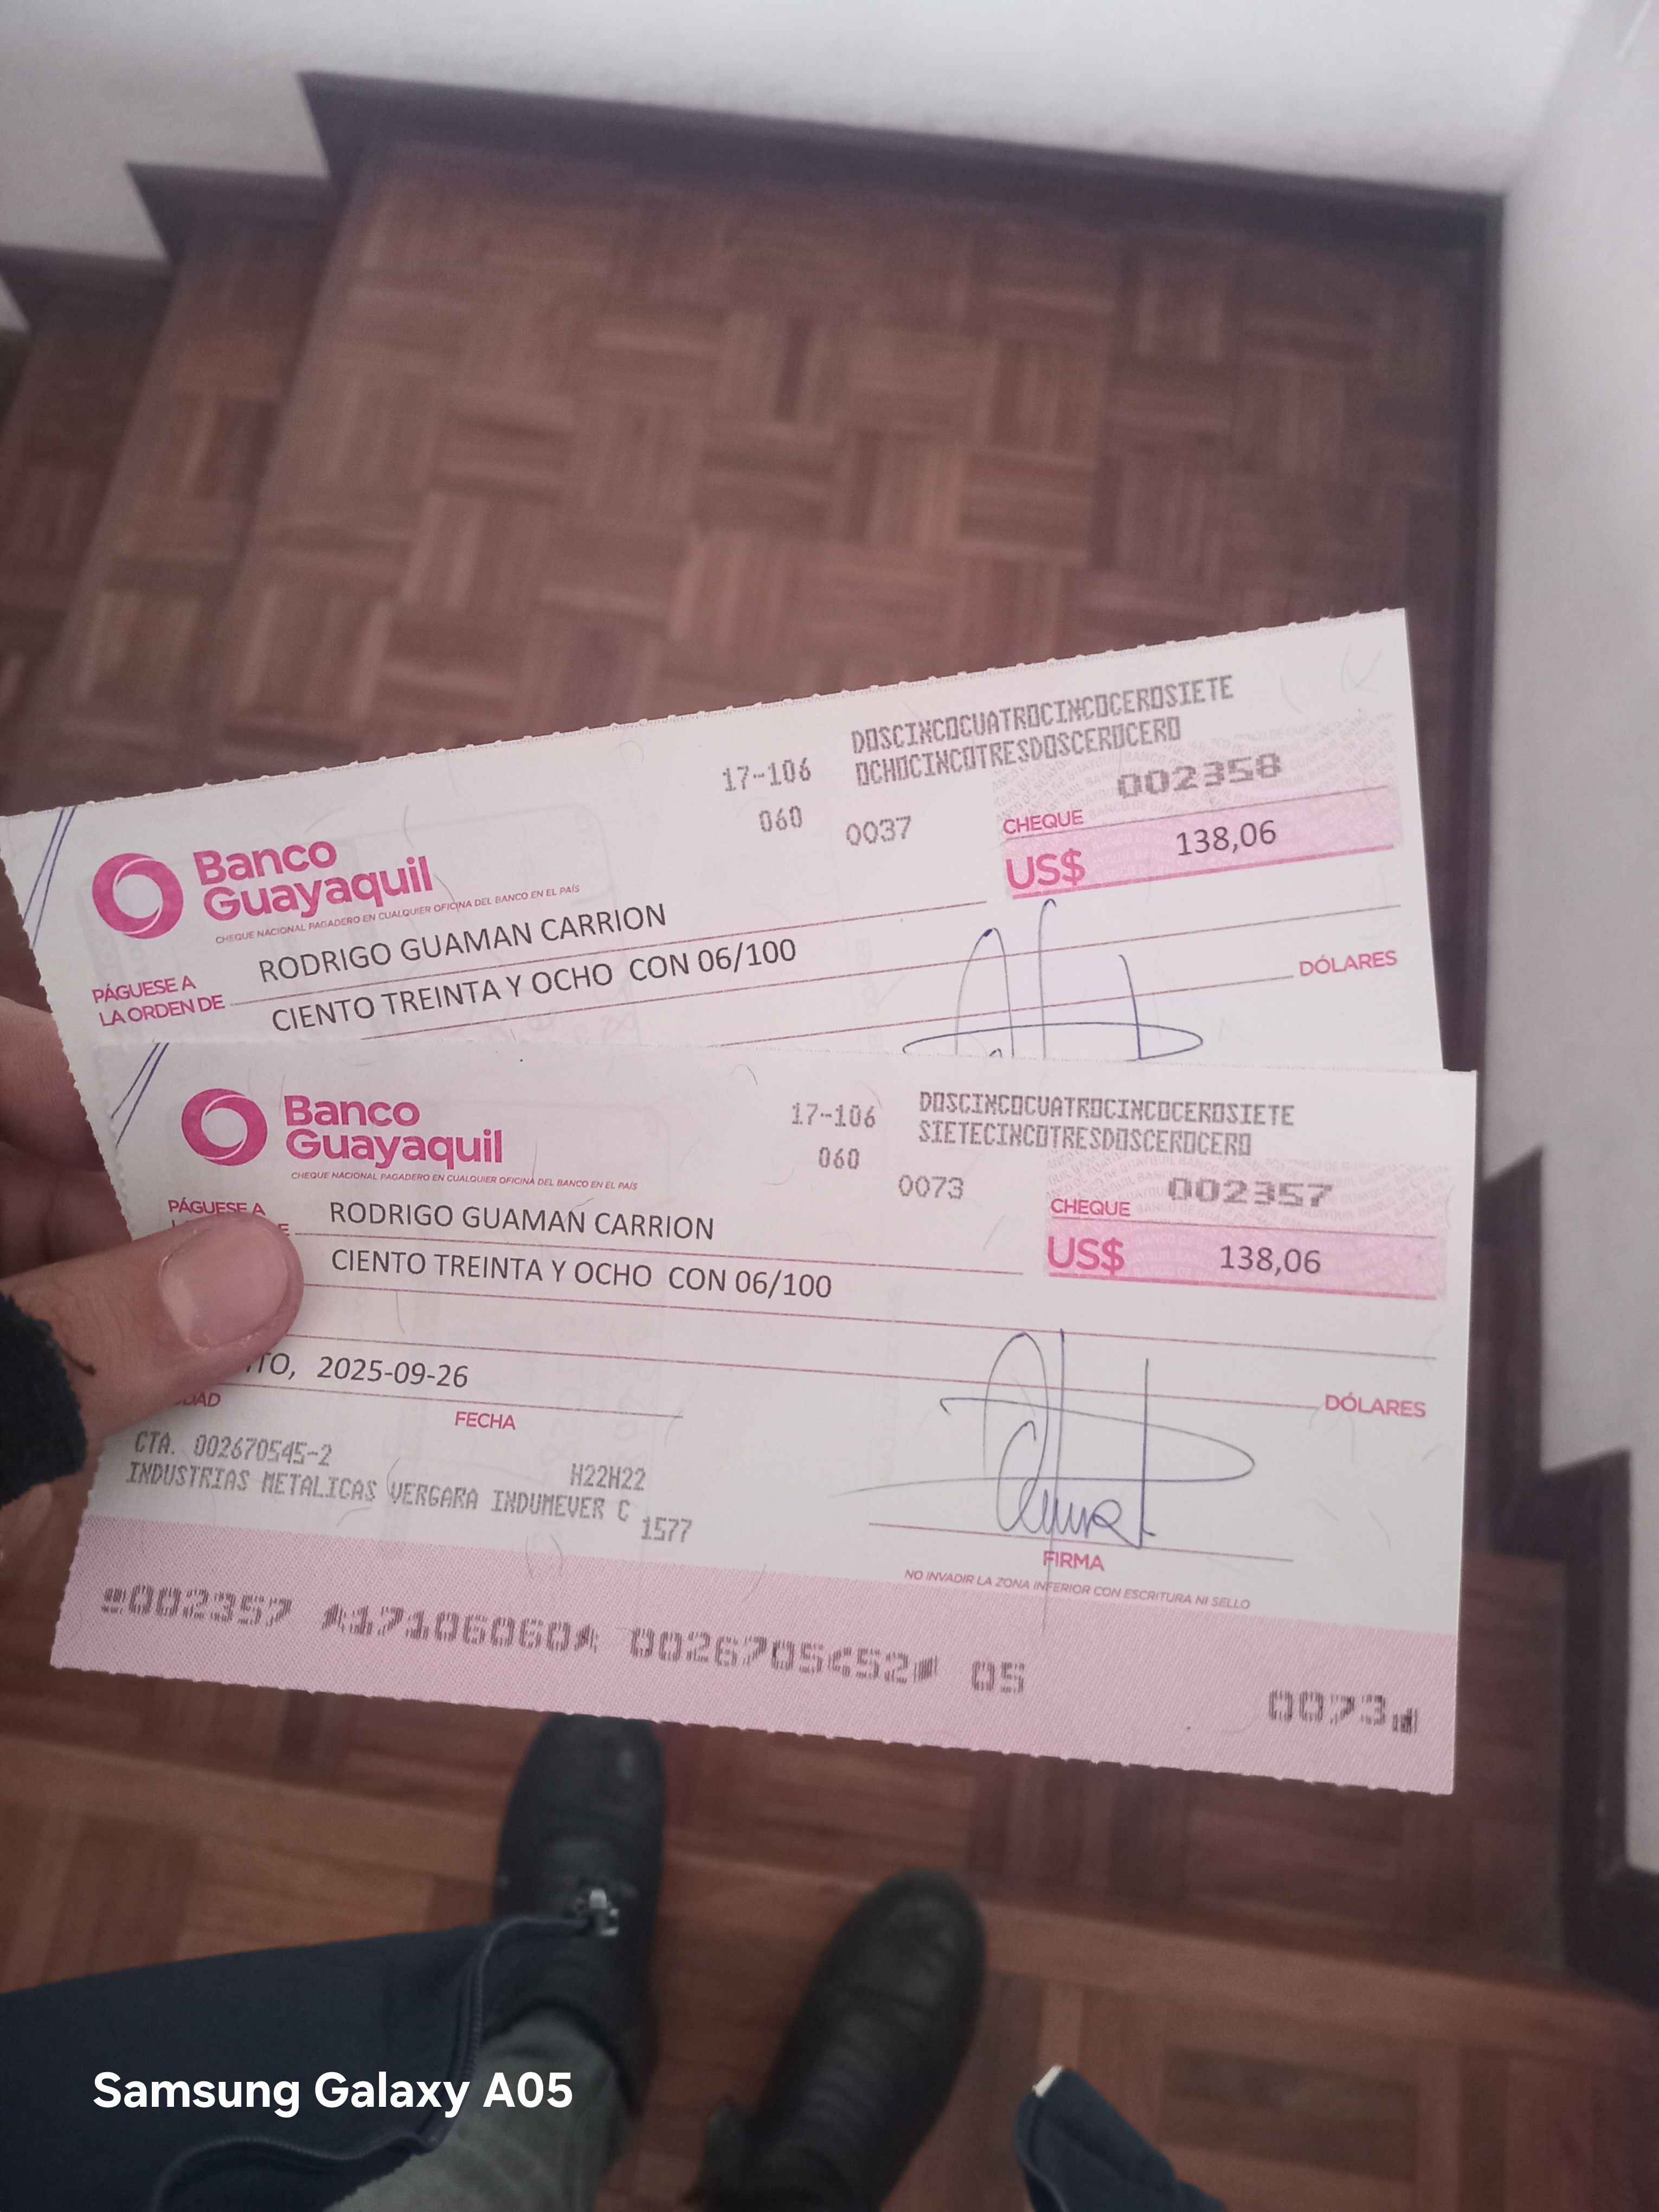 DOSCINCOCUATROCINCOCEROSIETE
OCHOCINCOTRESDOSCEROCERO
17-106
060
0037
002358
CHEQUE
US$ 138,06
Banco
Guayaquil
CHEQUE NACIONAL PAGADERO EN CUALQUIER OFICINA DEL BANCO EN EL PAÍS
PÁGUESE A
LA ORDEN DE
RODRIGO GUAMAN CARRION
CIENTO TREINTA Y OCHO CON 06/100
DÓLARES
Banco
Guayaquil
CHEQUE NACIONAL PAGADERO EN CUALQUIER OFICINA DEL BANCO EN EL PAÍS
17-106
060
0073
DOSCINCOCUATROCINCOCEROSIETE
SIETECINCOTRESDOSCEROCERO
CHEQUE 002357
US$ 138,06
PÁGUESE A
RODRIGO GUAMAN CARRION
CIENTO TREINTA Y OCHO CON 06/100
DÓLARES
2025-09-26
FECHA
CTA. 002670545-2
H22H22
INDUSTRIAS METALICAS VERGARA INDUMEVER C
1577
FIRMA
NO INVADIR LA ZONA INFERIOR CON ESCRITURA NI SELLO
002357 17106060 0026705452 05
0073
Samsung Galaxy A05